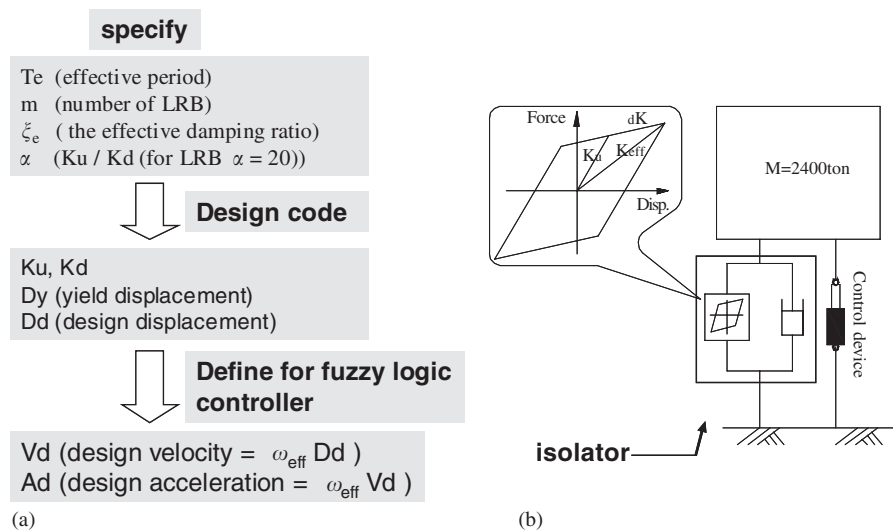 specify
Te (effective period)
m (number of LRB)
ξe ( the effective damping ratio)
α (Ku / Kd (for LRB α = 20))
Design code
Ku, Kd
Dy (yield displacement)
Dd (design displacement)
Define for fuzzy logic
controller
Vd (design velocity = ωeff Dd )
Ad (design acceleration = ωeff Vd )
(a)
Force
dK
Ku
Keff
Disp.
M=2400ton
Control device
isolator
(b)